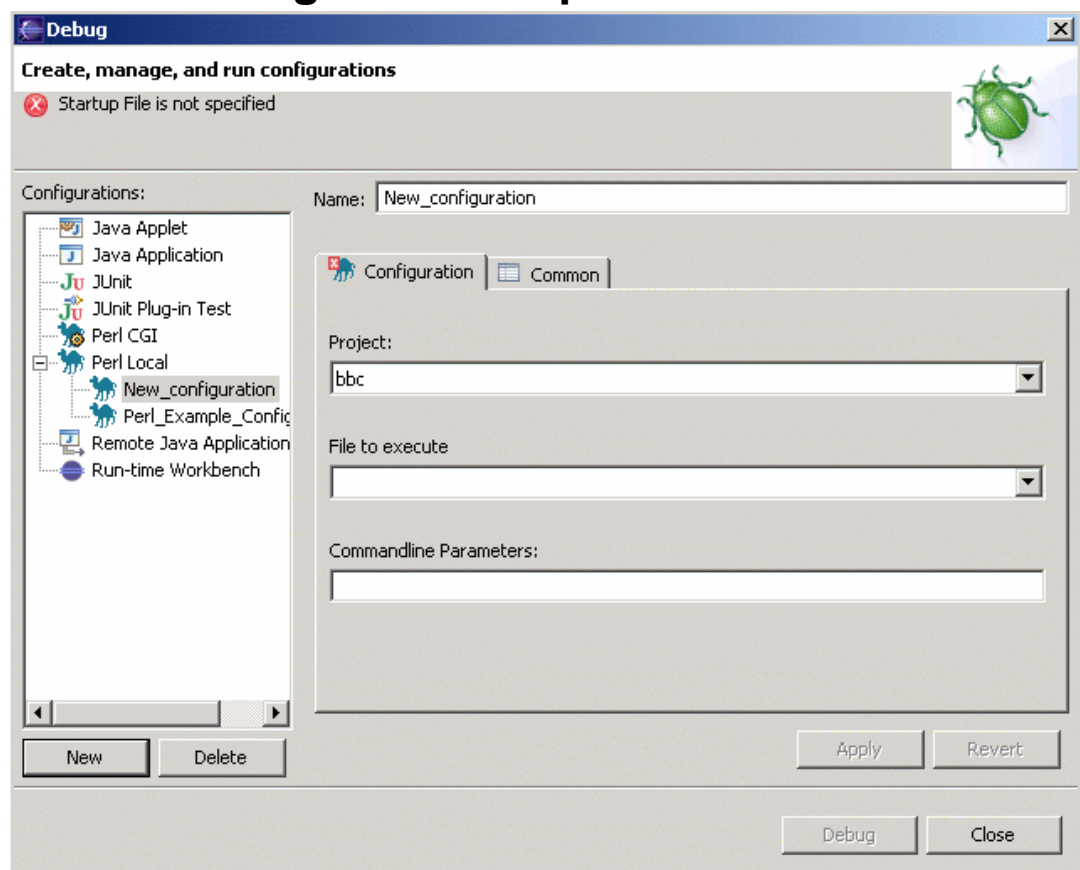 Debug
Create, manage, and run configurations
Startup File is not specified
Configurations:
Java Applet
Java Application
JU JUnit
JUnit Plug-in Test
Perl CGI
Perl Local
New_configuration
Perl_Example_Config
Remote Java Application
Run-time Workbench
New
Delete
Name: New_configuration
Configuration
Common
Project:
bbc
File to execute
Commandline Parameters:
Apply
Revert
Debug
Close